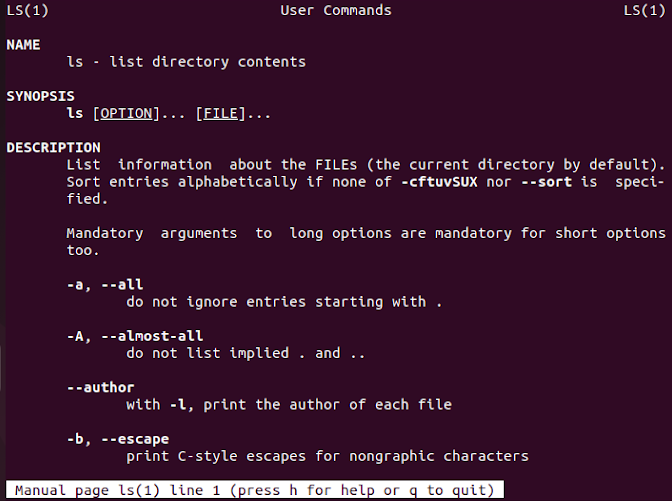 LS(1) User Commands LS(1)
NAME
ls - list directory contents
SYNOPSIS
ls [OPTION]... [FILE]...
DESCRIPTION
List information about the FILEs (the current directory by default).
Sort entries alphabetically if none of -cftuvSUX nor --sort is speci-
fied.
Mandatory arguments to long options are mandatory for short options
too.
-a, --all
do not ignore entries starting with .
-A, --almost-all
do not list implied . and ..
--author
with -l, print the author of each file
-b, --escape
print C-style escapes for nongraphic characters
Manual page ls(1) line 1 (press h for help or q to quit)